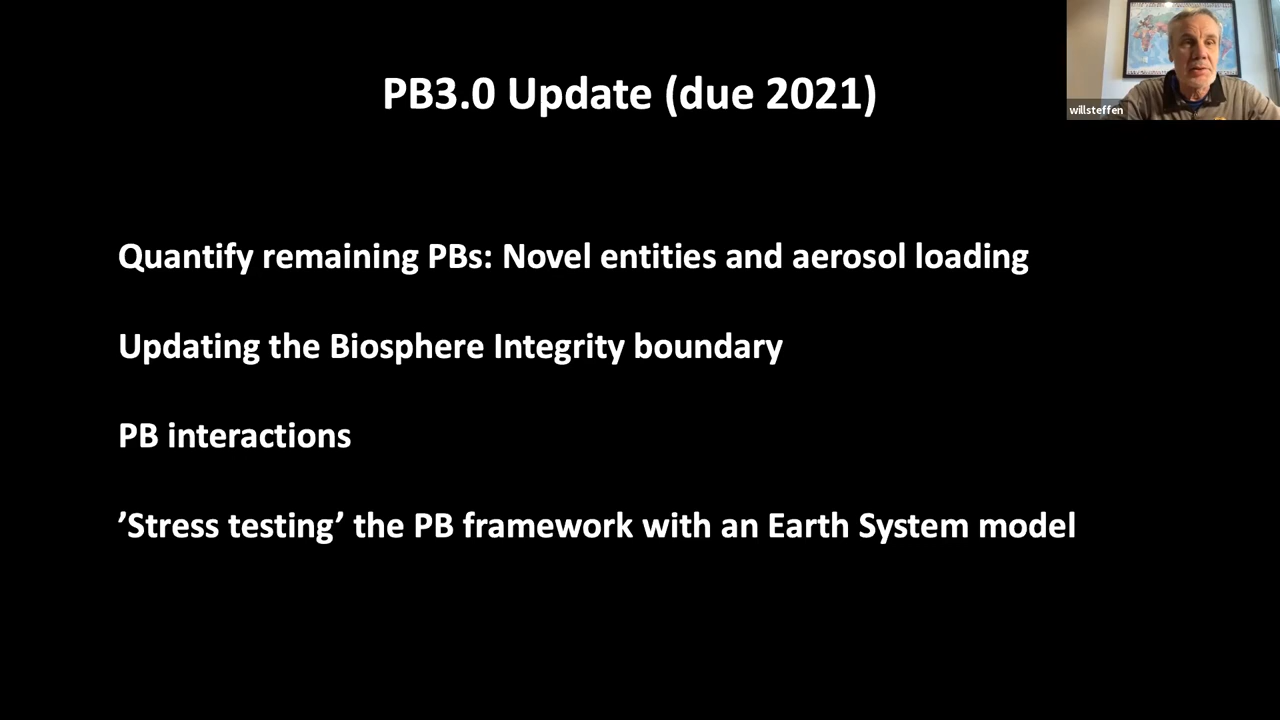 PB3.0 Update (due 2021)
willsteffen
Quantify remaining PBs: Novel entities and aerosol loading
Updating the Biosphere Integrity boundary
PB interactions
’Stress testing’ the PB framework with an Earth System model